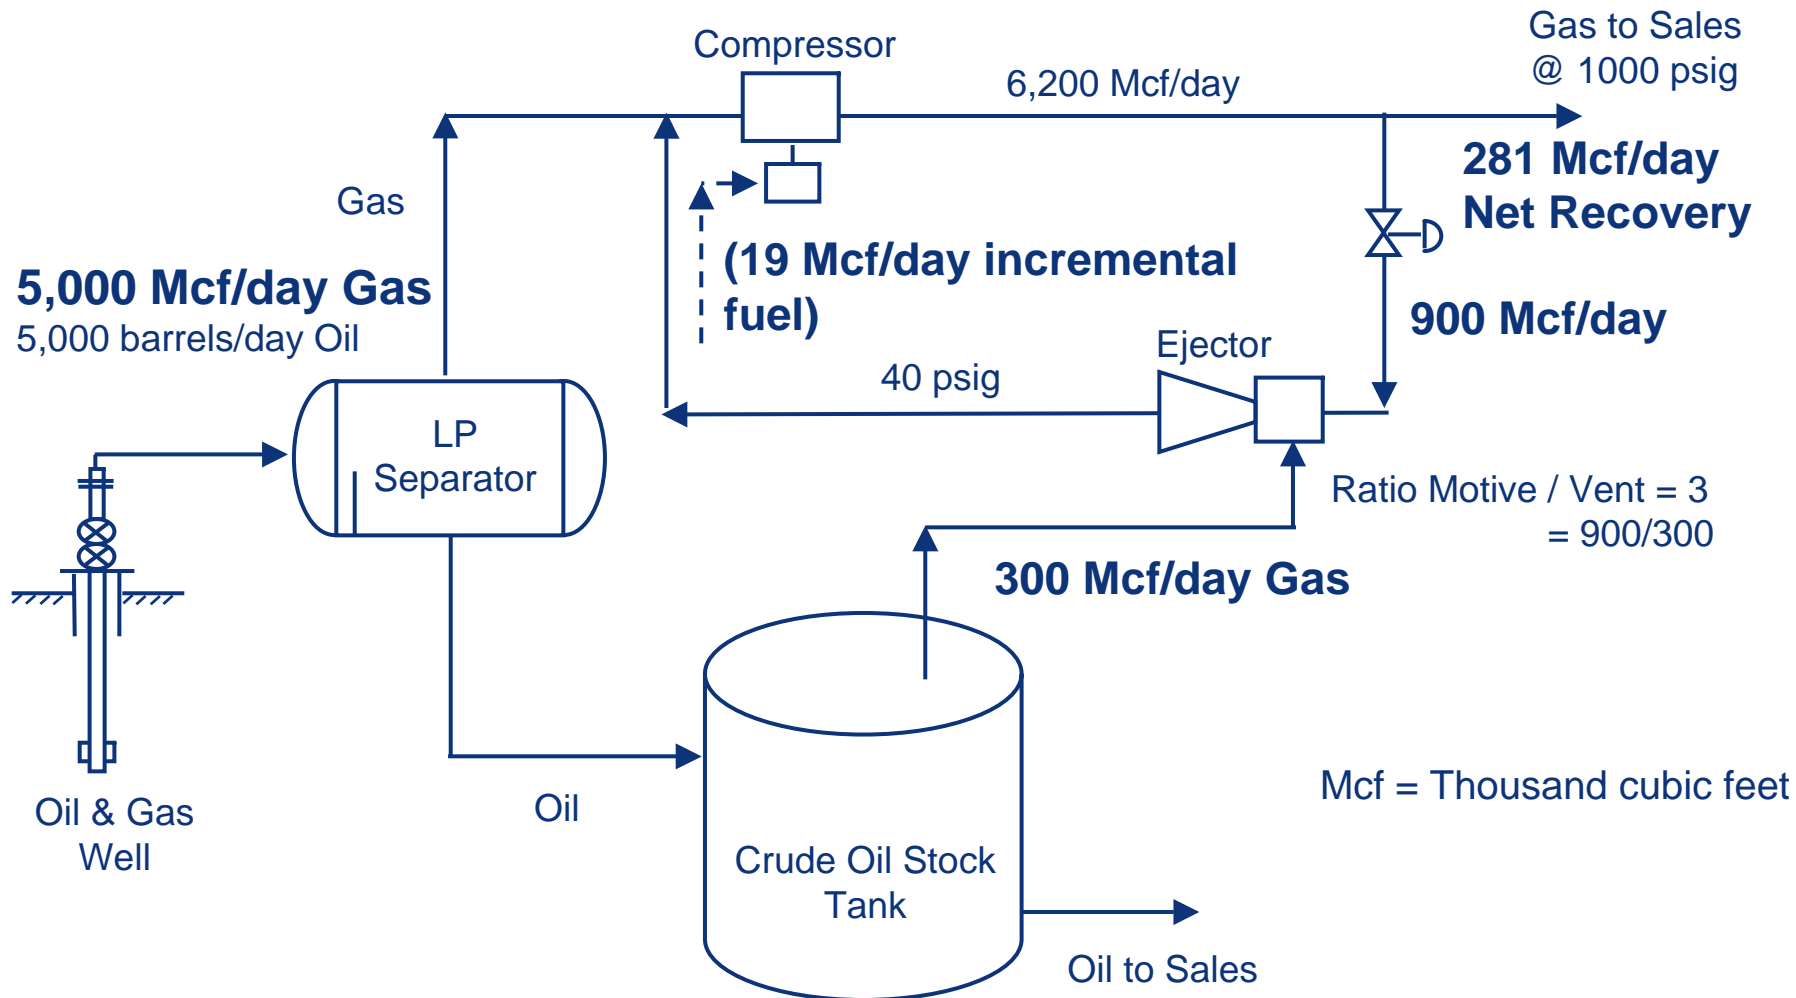 Gas to Sales
@ 1000 psig
Compressor
6,200 Mcf/day
281 Mcf/day
Net Recovery
Gas
(19 Mcf/day incremental
fuel)
5,000 Mcf/day Gas
5,000 barrels/day Oil
900 Mcf/day
Ejector
40 psig
LP
Separator
Ratio Motive / Vent = 3
= 900/300
300 Mcf/day Gas
Mcf = Thousand cubic feet
Oil & Gas
Well
Oil
Crude Oil Stock
Tank
Oil to Sales